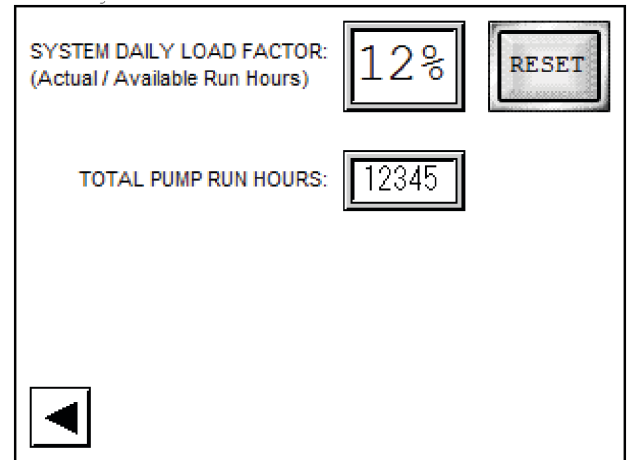 SYSTEM DAILY LOAD FACTOR:
(Actual / Available Run Hours)
12%
RESET
TOTAL PUMP RUN HOURS:
12345